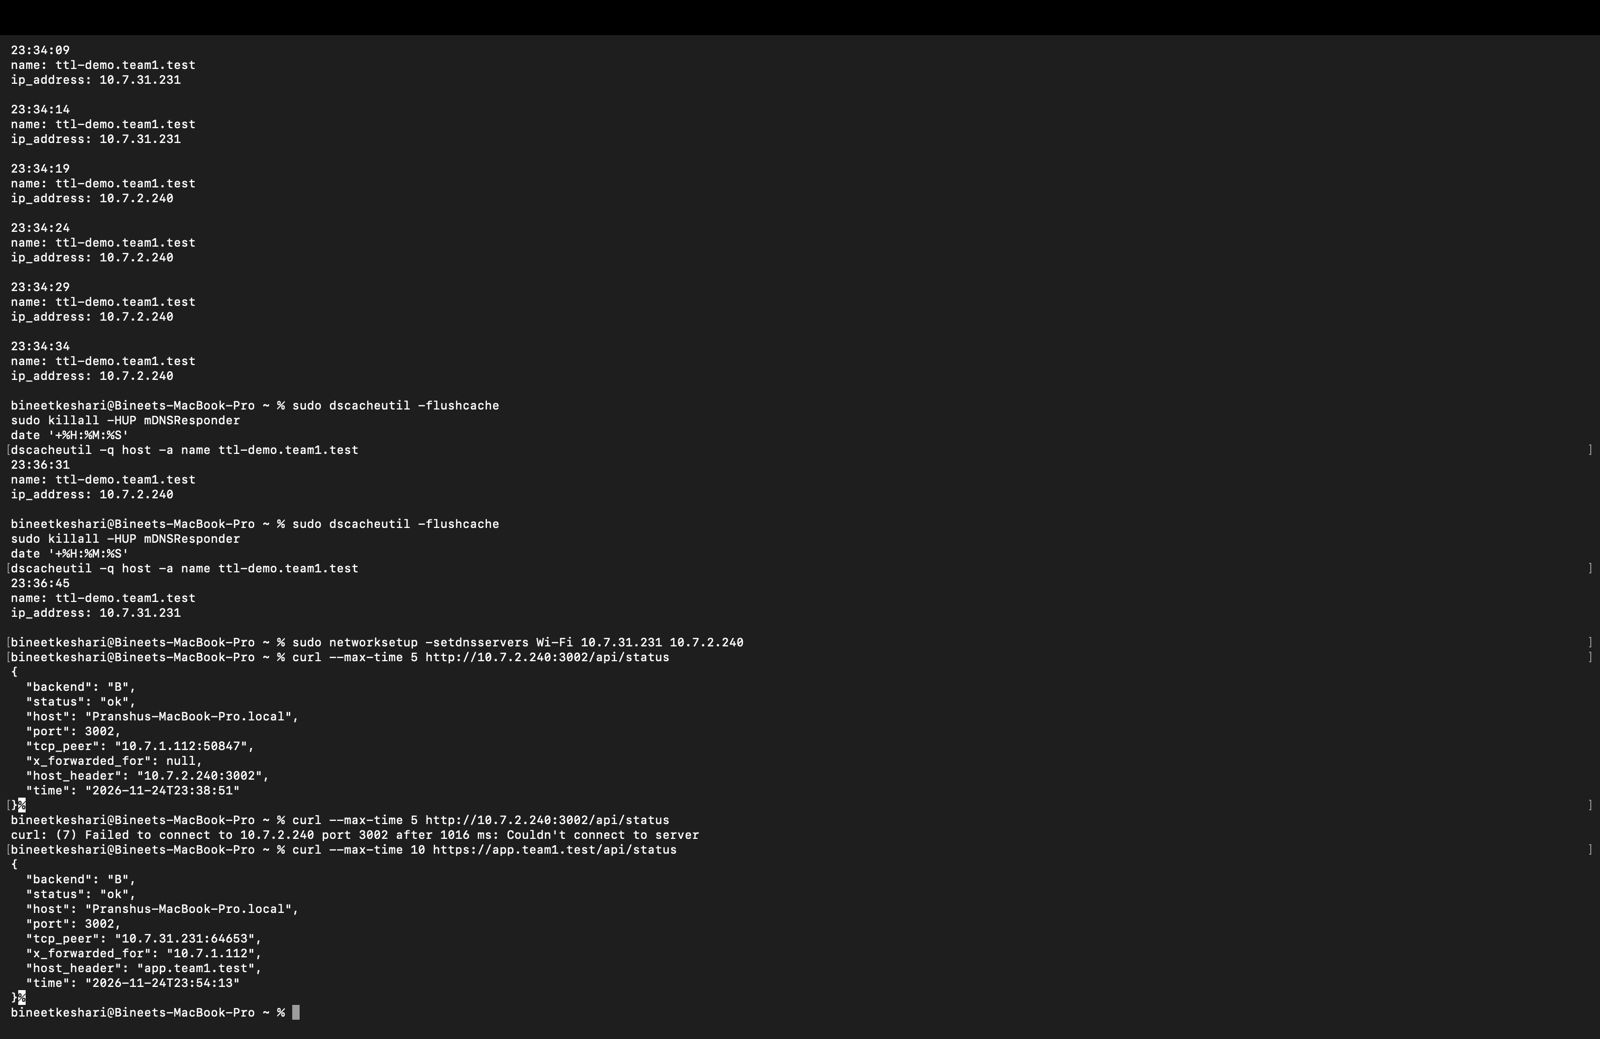 23:34:09
name: ttl-demo.team1.test
ip_address: 10.7.31.231
23:34:14
name: ttl-demo.team1.test
ip_address: 10.7.31.231
23:34:19
name: ttl-demo.team1.test
ip_address: 10.7.2.240
23:34:24
name: ttl-demo.team1.test
ip_address: 10.7.2.240
23:34:29
name: ttl-demo.team1.test
ip_address: 10.7.2.240
23:34:34
name: ttl-demo.team1.test
ip_address: 10.7.2.240
bineetkeshari@Bineets-MacBook-Pro ~ % sudo dscacheutil -flushcache
sudo killall -HUP mDNSResponder
date '+%H:%M:%S'
[dscacheutil -q host -a name ttl-demo.team1.test ]
23:36:31
name: ttl-demo.team1.test
ip_address: 10.7.2.240
bineetkeshari@Bineets-MacBook-Pro ~ % sudo dscacheutil -flushcache
sudo killall -HUP mDNSResponder
date '+%H:%M:%S'
[dscacheutil -q host -a name ttl-demo.team1.test ]
23:36:45
name: ttl-demo.team1.test
ip_address: 10.7.31.231
[bineetkeshari@Bineets-MacBook-Pro ~ % sudo networksetup -setdnsservers Wi-Fi 10.7.31.231 10.7.2.240 ]
[bineetkeshari@Bineets-MacBook-Pro ~ % curl --max-time 5 http://10.7.2.240:3002/api/status ]
{
"backend": "B",
"status": "ok",
"host": "Pranshus-MacBook-Pro.local",
"port": 3002,
"tcp_peer": "10.7.1.112:50847",
"x_forwarded_for": null,
"host_header": "10.7.2.240:3002",
"time": "2026-11-24T23:38:51"
[}% ]
bineetkeshari@Bineets-MacBook-Pro ~ % curl --max-time 5 http://10.7.2.240:3002/api/status
curl: (7) Failed to connect to 10.7.2.240 port 3002 after 1016 ms: Couldn't connect to server
[bineetkeshari@Bineets-MacBook-Pro ~ % curl --max-time 10 https://app.team1.test/api/status ]
{
"backend": "B",
"status": "ok",
"host": "Pranshus-MacBook-Pro.local",
"port": 3002,
"tcp_peer": "10.7.31.231:64653",
"x_forwarded_for": "10.7.1.112",
"host_header": "app.team1.test",
"time": "2026-11-24T23:54:13"
}%
bineetkeshari@Bineets-MacBook-Pro ~ %